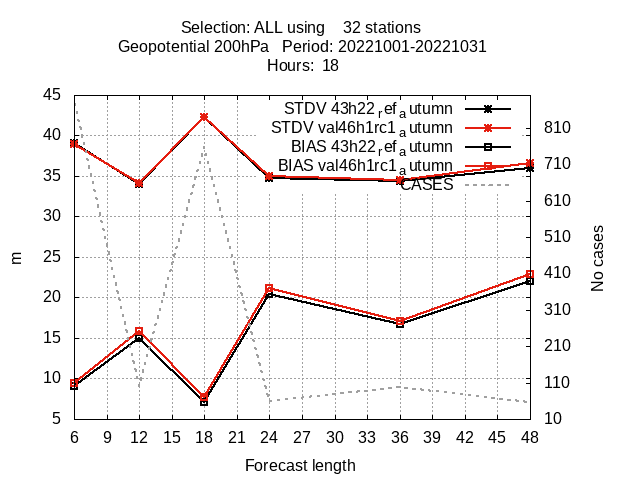 Selection: ALL using 32 stations
Geopotential 200hPa Period: 20221001-20221031
Hours: 18
STDV 43h22ref_autumn
STDV val46h1rc1_autumn
BIAS 43h22ref_autumn
BIAS val46h1rc1_autumn
CASES
45
40
35
30
25
20
15
10
5
m
810
710
610
510
410
310
210
110
10
No cases
6 9 12 15 18 21 24 27 30 33 36 39 42 45 48
Forecast length